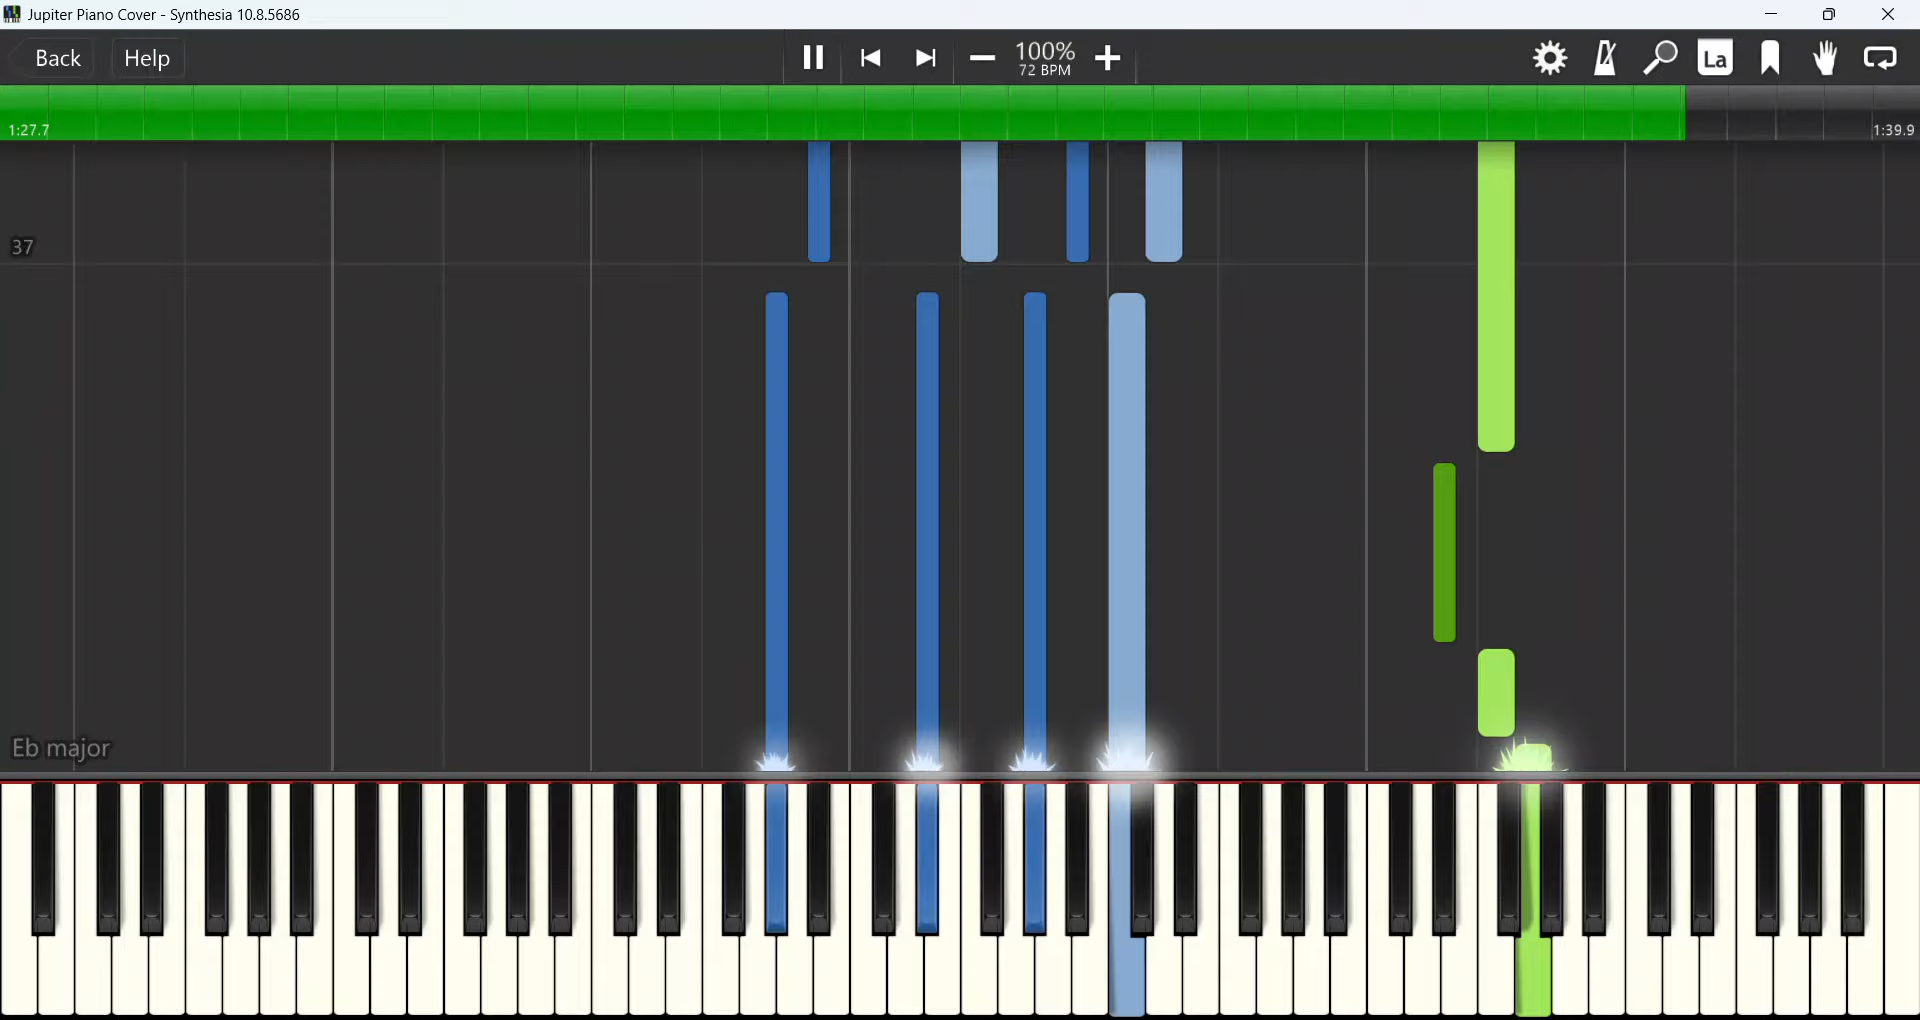 Jupiter Piano Cover - Synthesia 10.8.5686
Back
Help
100%
72 BPM
La
1:27.7
1:39.9
37
Eb major